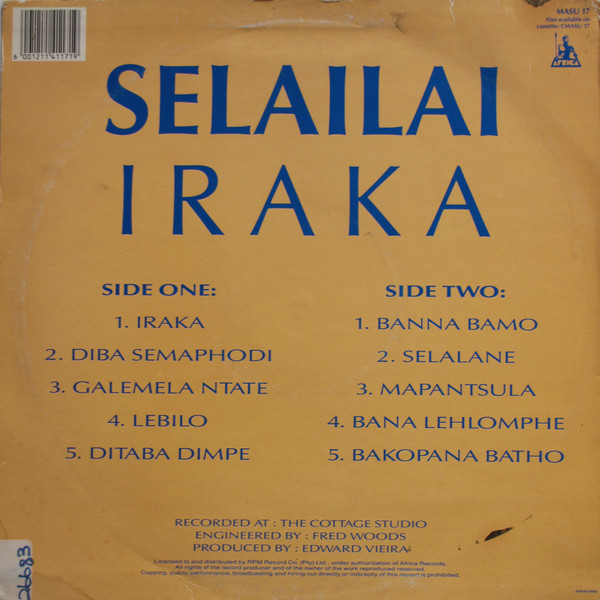 6 001211 411719
MASU 17
Also available on
cassette: CMASU 17
AFRICA
SELAILAI
IRAKA
SIDE ONE:
1. IRAKA
2. DIBA SEMAPHODI
3. GALEMELA NTATE
4. LEBILO
5. DITABA DIMPE
SIDE TWO:
1. BANNA BAMO
2. SELALANE
3. MAPANTSULA
4. BANA LEHLOMPHE
5. BAKOPANA BATHO
RECORDED AT : THE COTTAGE STUDIO
ENGINEERED BY : FRED WOODS
PRODUCED BY : EDWARD VIEIRA
Licensed to and distributed by RPM Record Co. (Pty) Ltd., under authorization of Africa Records.
All rights of the record producer and of the owner of the work reproduced reserved.
Copying, public performance, broadcasting and hiring out directly or indirectly of this record is prohibited.
26683